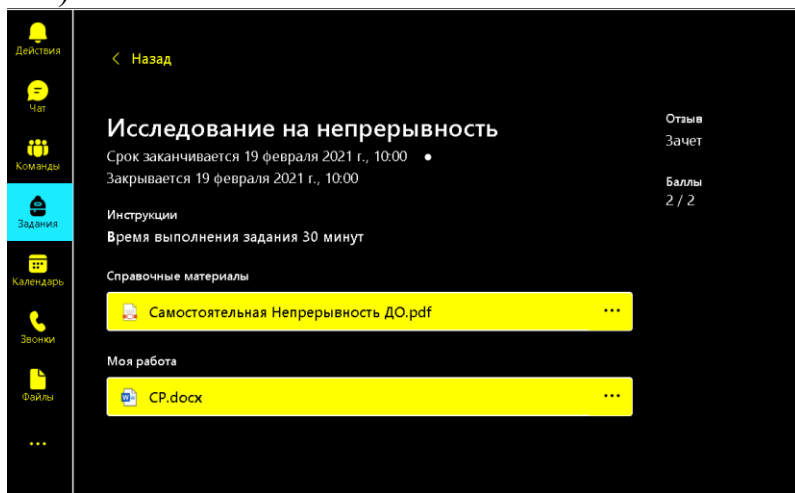 Действия
Чат
Команды
Задания
Календарь
Звонки
Файлы
Назад
Исследование на непрерывность
Срок заканчивается 19 февраля 2021 г., 10:00
Закрывается 19 февраля 2021 г., 10:00
Инструкции
Время выполнения задания 30 минут
Справочные материалы
Самостоятельная Непрерывность ДО.pdf
Моя работа
СР.docx
Отзыв
Зачет
Баллы
2 / 2